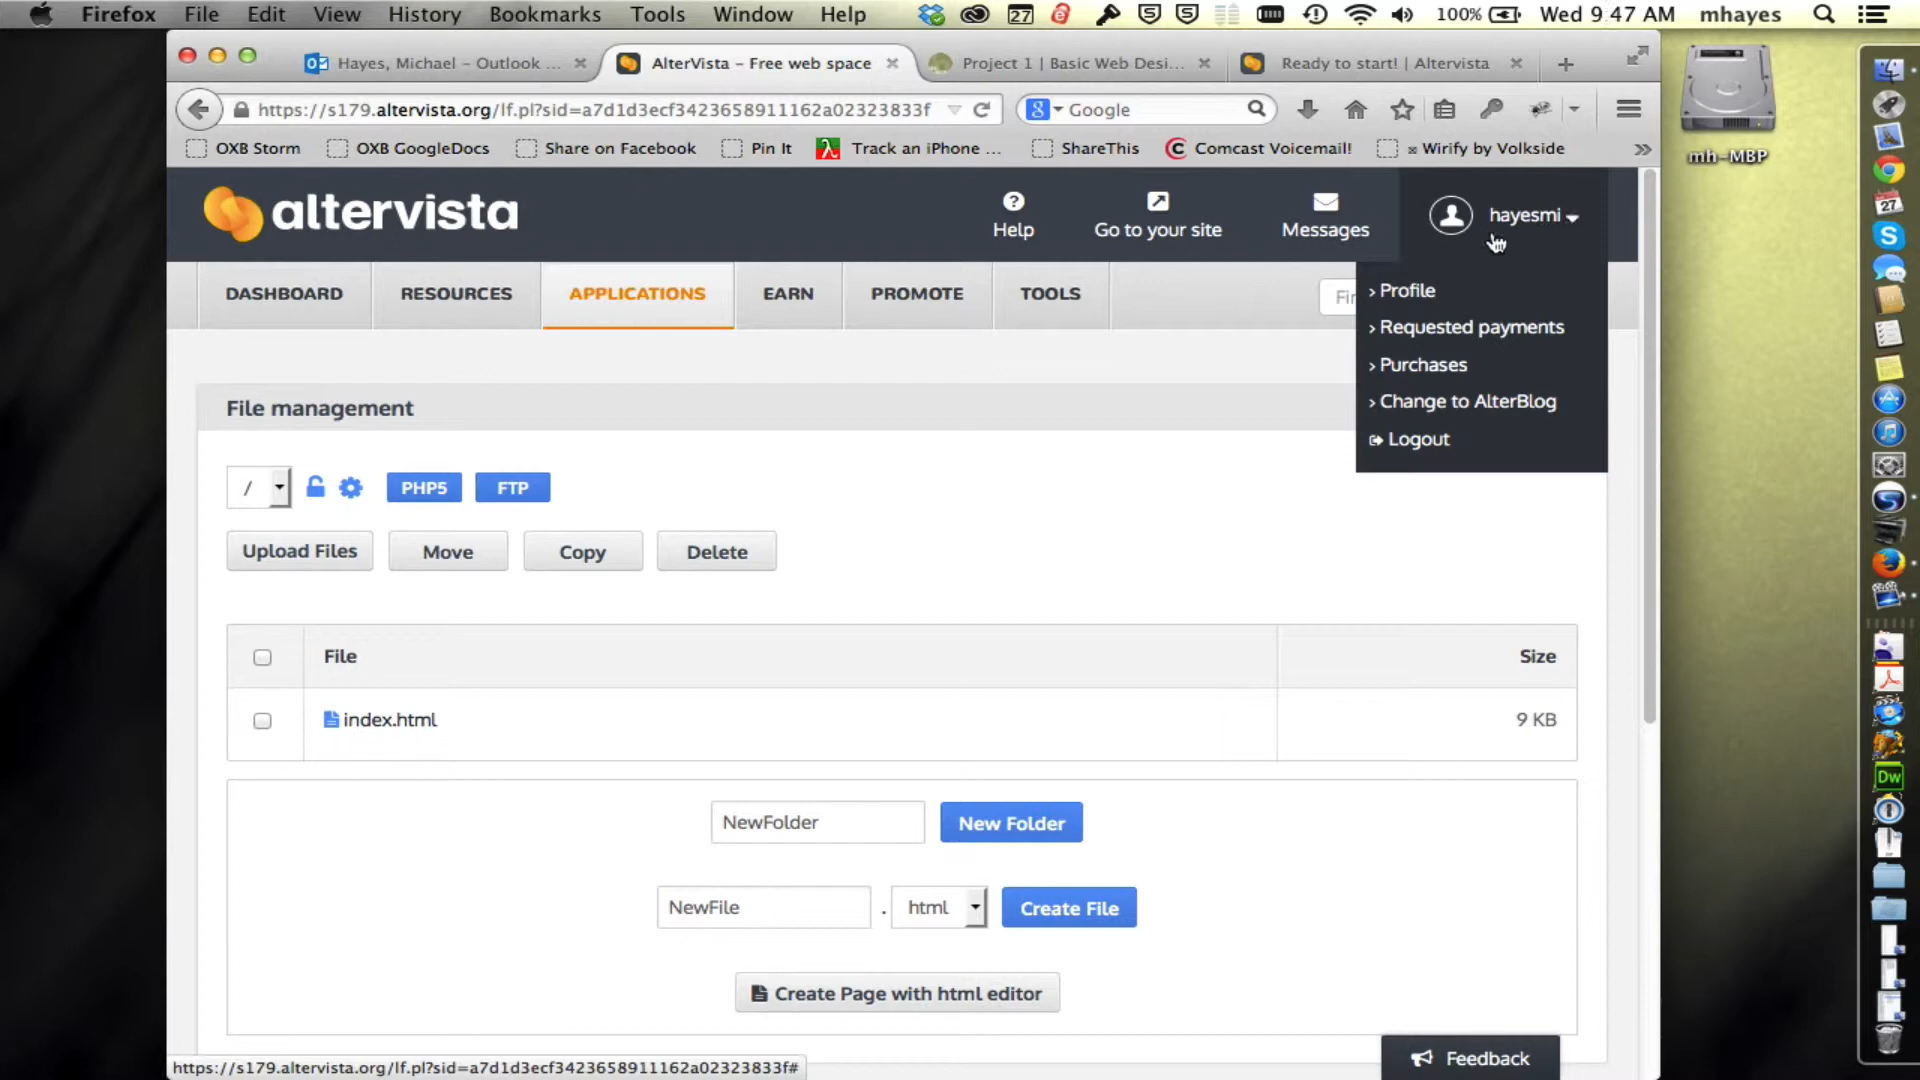 Firefox File Edit View History Bookmarks Tools Window Help 27 100% Wed 9:47 AM mhayes
Hayes, Michael - Outlook ... AlterVista - Free web space Project 1 | Basic Web Desi... Ready to start! | Altervista
https://s179.altervista.org/lf.pl?sid=a7d1d3ecf3423658911162a02323833f Google
OXB Storm OXB GoogleDocs Share on Facebook Pin It Track an iPhone ... ShareThis Comcast Voicemail! Wirify by Volkside
mh-MBP
altervista Help Go to your site Messages hayesmi
DASHBOARD RESOURCES APPLICATIONS EARN PROMOTE TOOLS Fir
› Profile
› Requested payments
› Purchases
› Change to AlterBlog
Logout
File management
/ PHP5 FTP
Upload Files Move Copy Delete
File Size
index.html 9 KB
NewFolder New Folder
NewFile . html Create File
Create Page with html editor
Feedback
https://s179.altervista.org/lf.pl?sid=a7d1d3ecf3423658911162a02323833f#
27
Dw